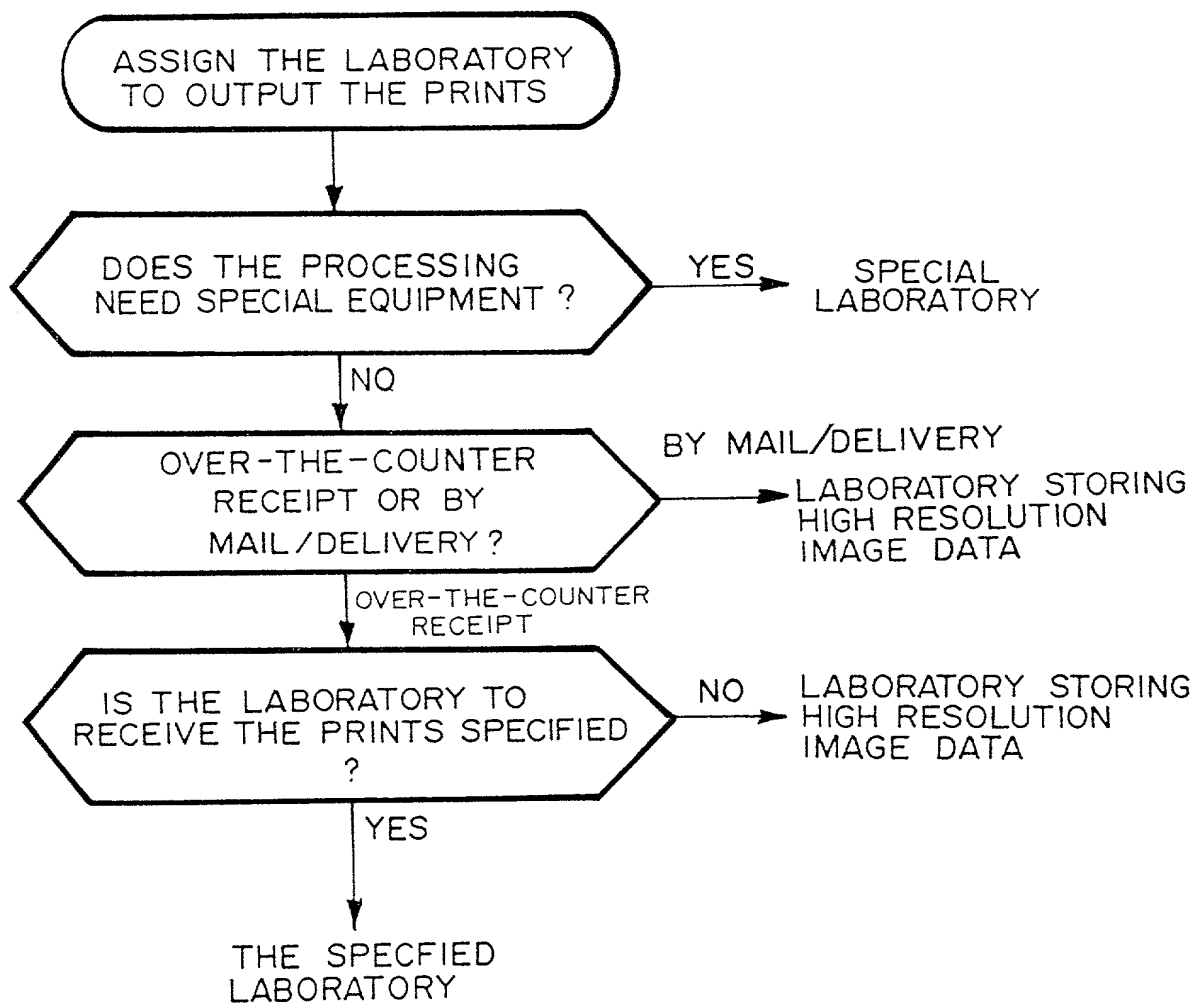 ASSIGN THE LABORATORY
TO OUTPUT THE PRINTS
DOES THE PROCESSING
NEED SPECIAL EQUIPMENT ?
YES
SPECIAL
LABORATORY
NO
OVER-THE-COUNTER
RECEIPT OR BY
MAIL/DELIVERY ?
BY MAIL/DELIVERY
LABORATORY STORING
HIGH RESOLUTION
IMAGE DATA
OVER-THE-COUNTER
RECEIPT
IS THE LABORATORY TO
RECEIVE THE PRINTS SPECIFIED
?
NO
LABORATORY STORING
HIGH RESOLUTION
IMAGE DATA
YES
THE SPECFIED
LABORATORY